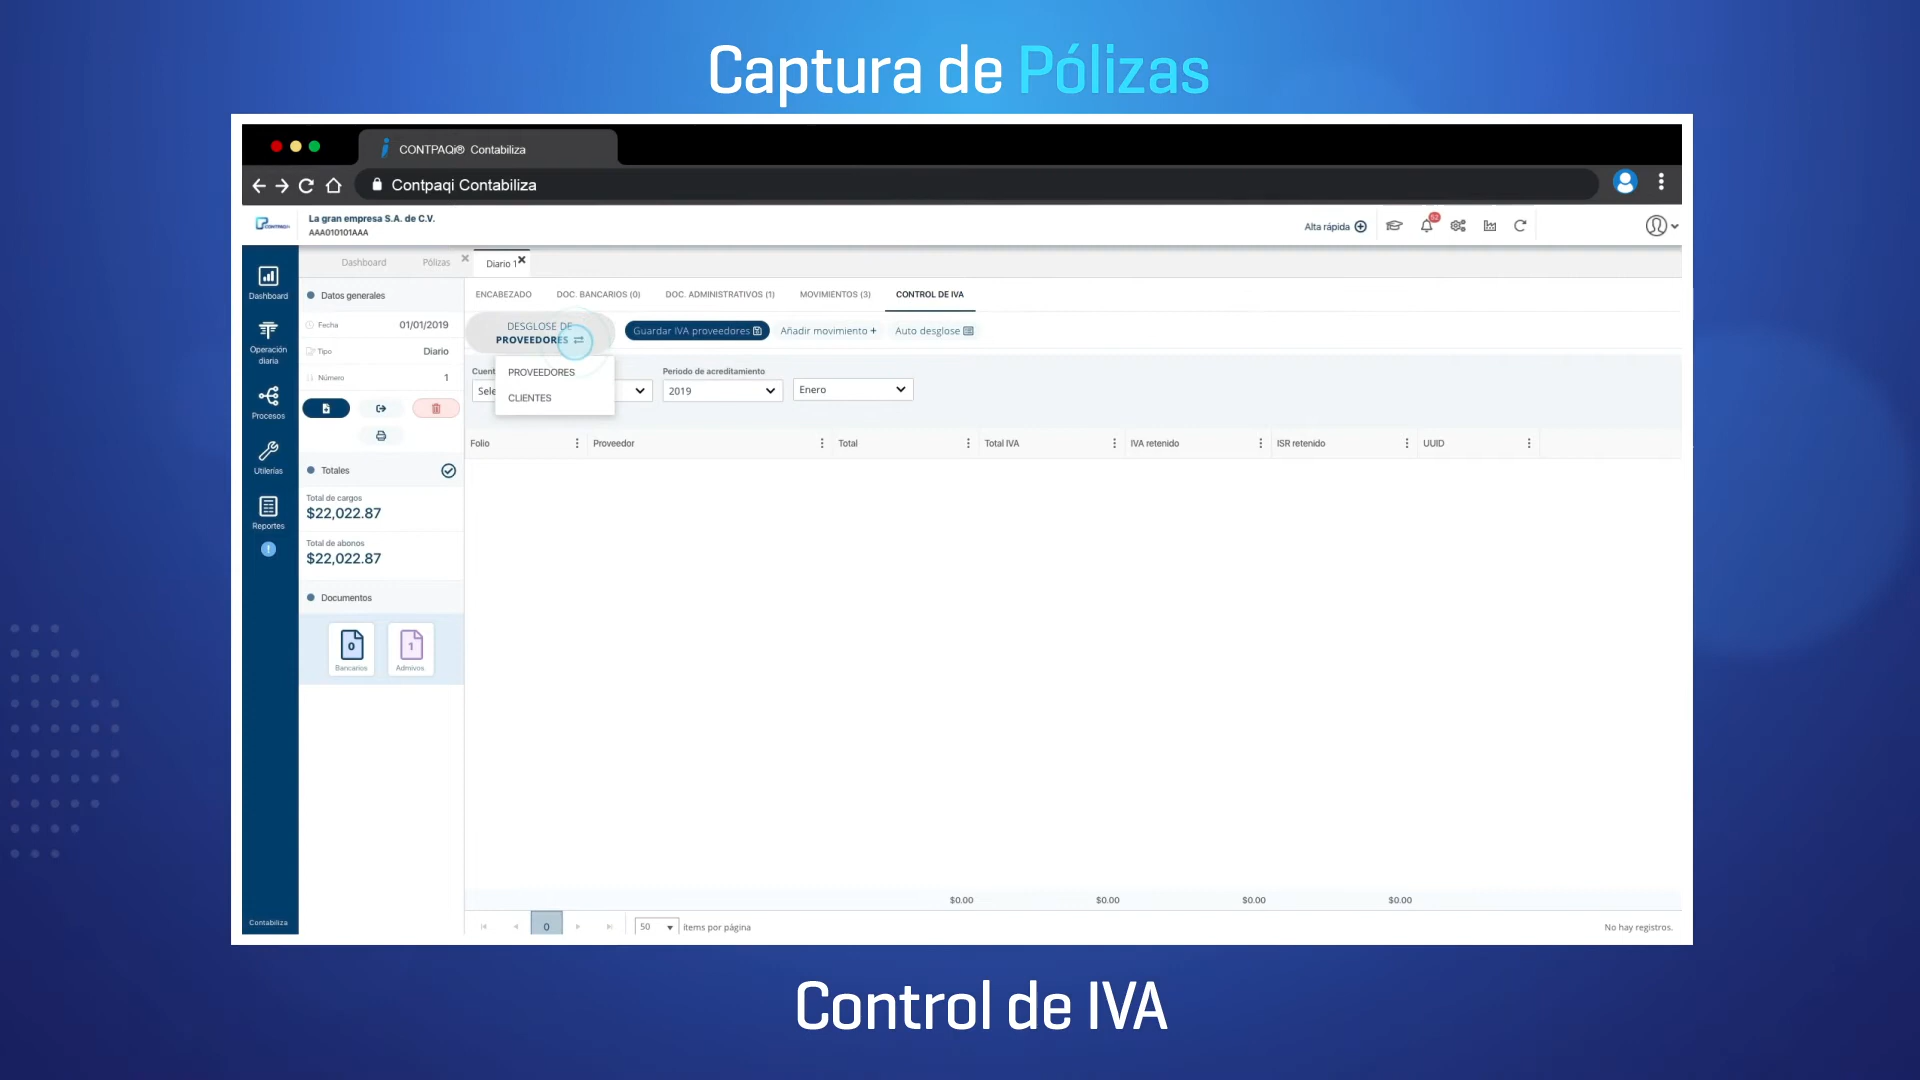 Captura de Pólizas
CONTPAQi® Contabiliza
Contpaqi Contabiliza
La gran empresa S.A. de C.V.
AAA010101AAA
Alta rápida
52
Dashboard
Pólizas
Diario 1
Dashboard
Operación
diaria
Procesos
Utilerías
Reportes
Contabiliza
Datos generales
Fecha 01/01/2019
Tipo Diario
Número 1
Totales
Total de cargos
$22,022.87
Total de abonos
$22,022.87
Documentos
0
Bancarios
1
Admivos
ENCABEZADO DOC. BANCARIOS (0) DOC. ADMINISTRATIVOS (1) MOVIMIENTOS (3) CONTROL DE IVA
DESGLOSE DE
PROVEEDORES
Guardar IVA proveedores Añadir movimiento + Auto desglose
PROVEEDORES
CLIENTES
Cuent
Sele
Periodo de acreditamiento
2019 Enero
Folio Proveedor Total Total IVA IVA retenido ISR retenido UUID
$0.00 $0.00 $0.00 $0.00
0 50 ítems por página No hay registros.
Control de IVA